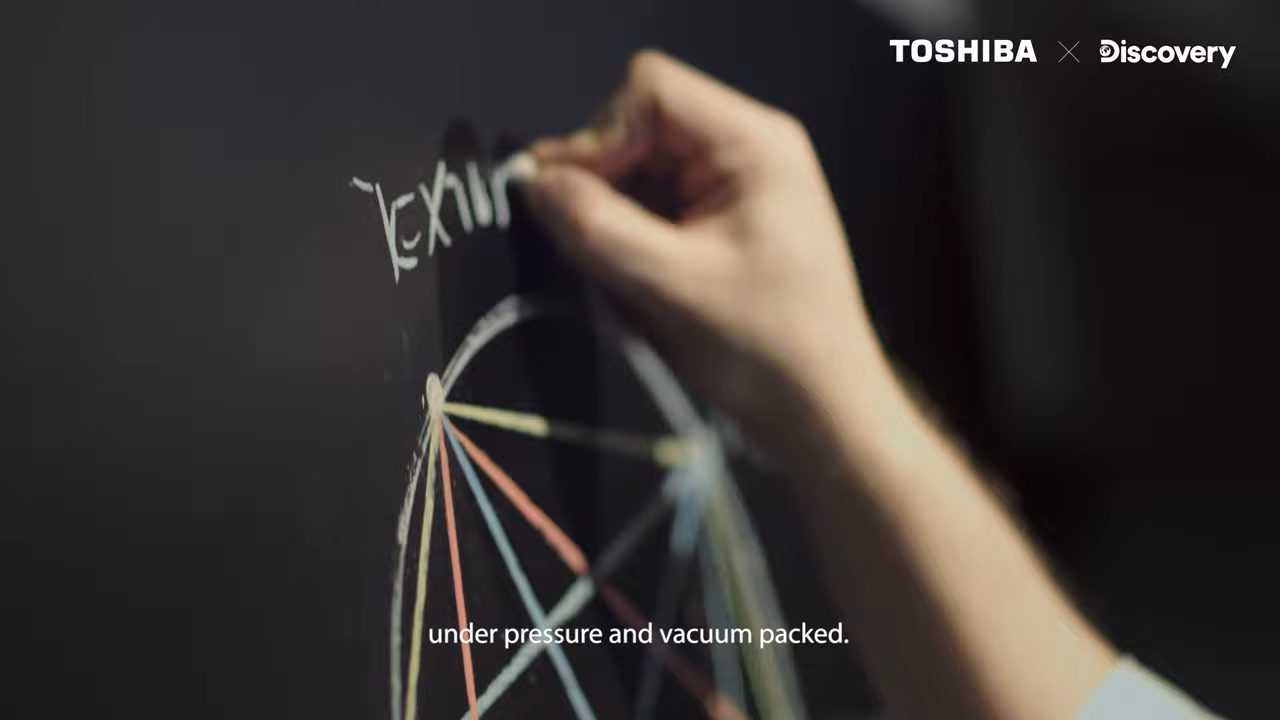 TOSHIBA × Discovery
under pressure and vacuum packed.